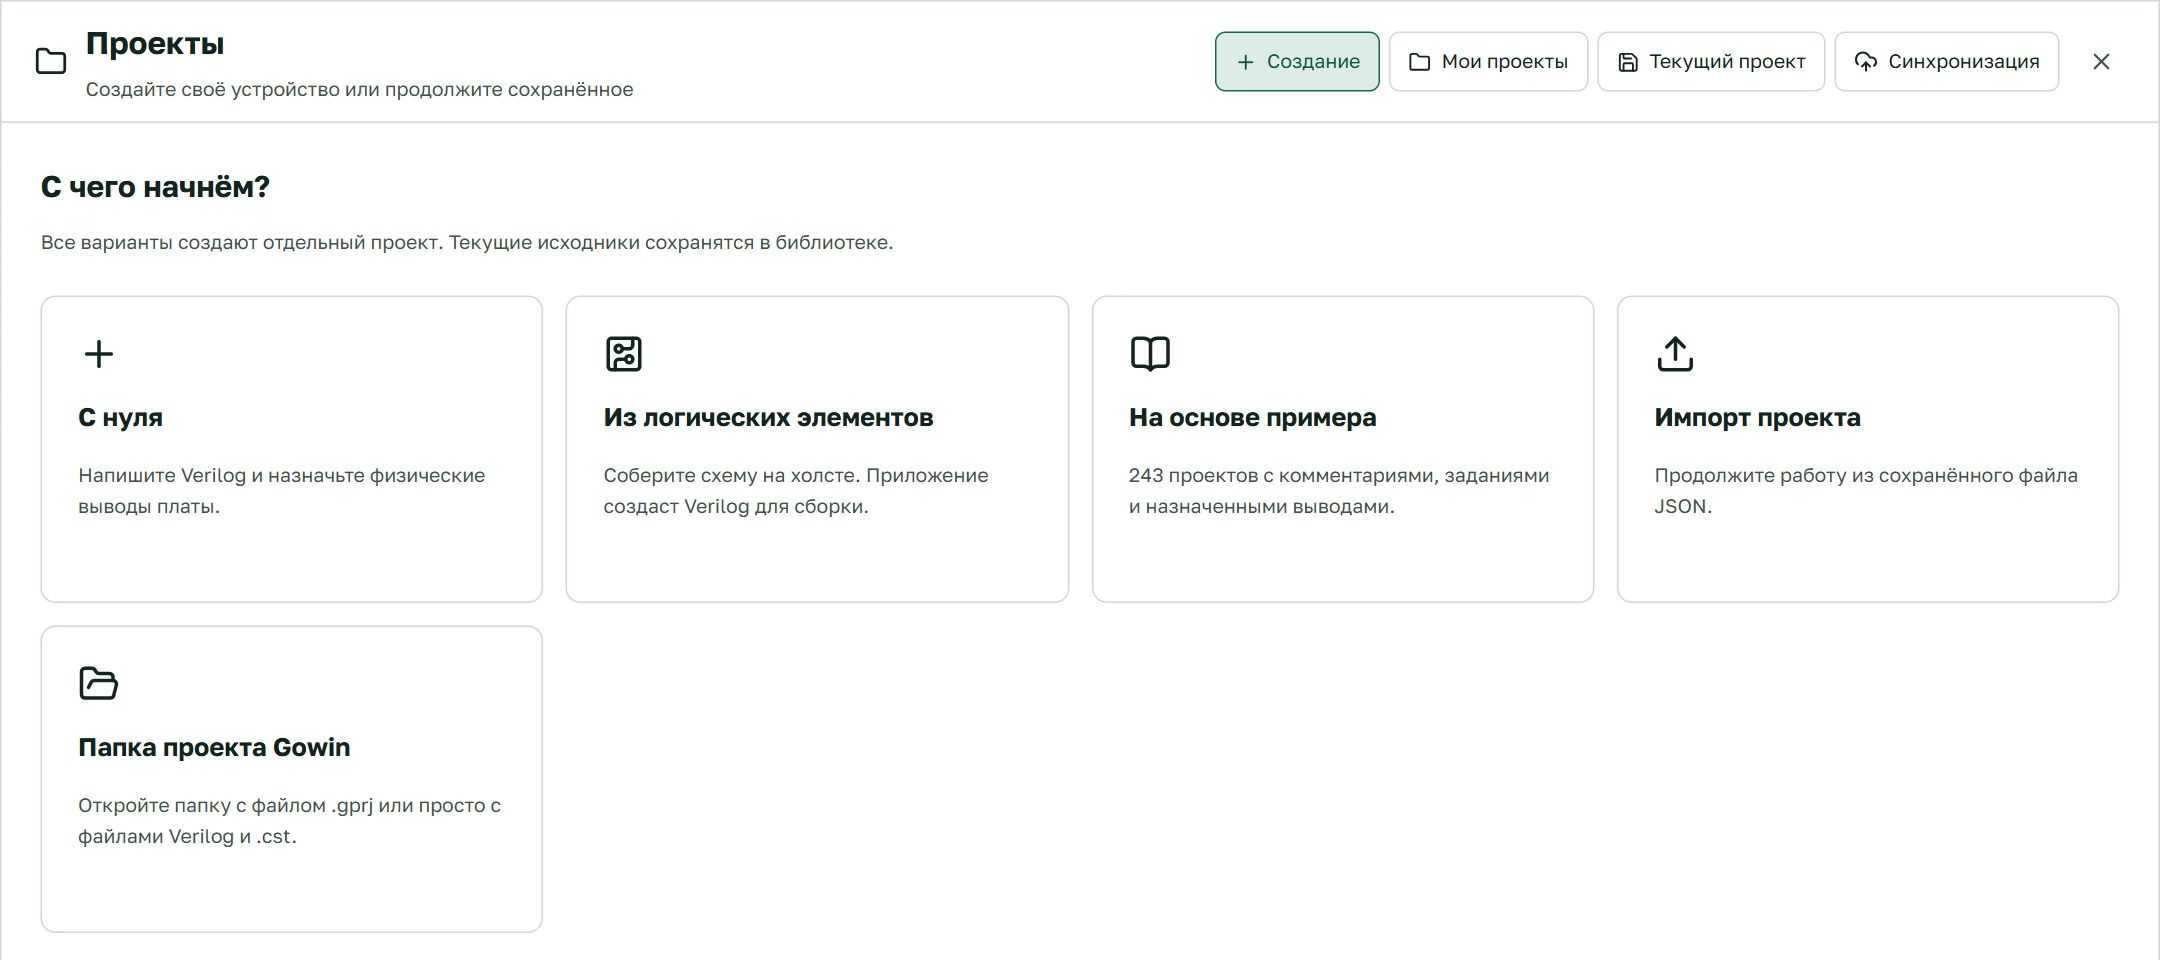 Проекты
Создайте своё устройство или продолжите сохранённое
Создание
Мои проекты
Текущий проект
Синхронизация
С чего начнём?
Все варианты создают отдельный проект. Текущие исходники сохранятся в библиотеке.
С нуля
Напишите Verilog и назначьте физические
выводы платы.
Из логических элементов
Соберите схему на холсте. Приложение
создаст Verilog для сборки.
На основе примера
243 проектов с комментариями, заданиями
и назначенными выводами.
Импорт проекта
Продолжите работу из сохранённого файла
JSON.
Папка проекта Gowin
Откройте папку с файлом .gprj или просто с
файлами Verilog и .cst.